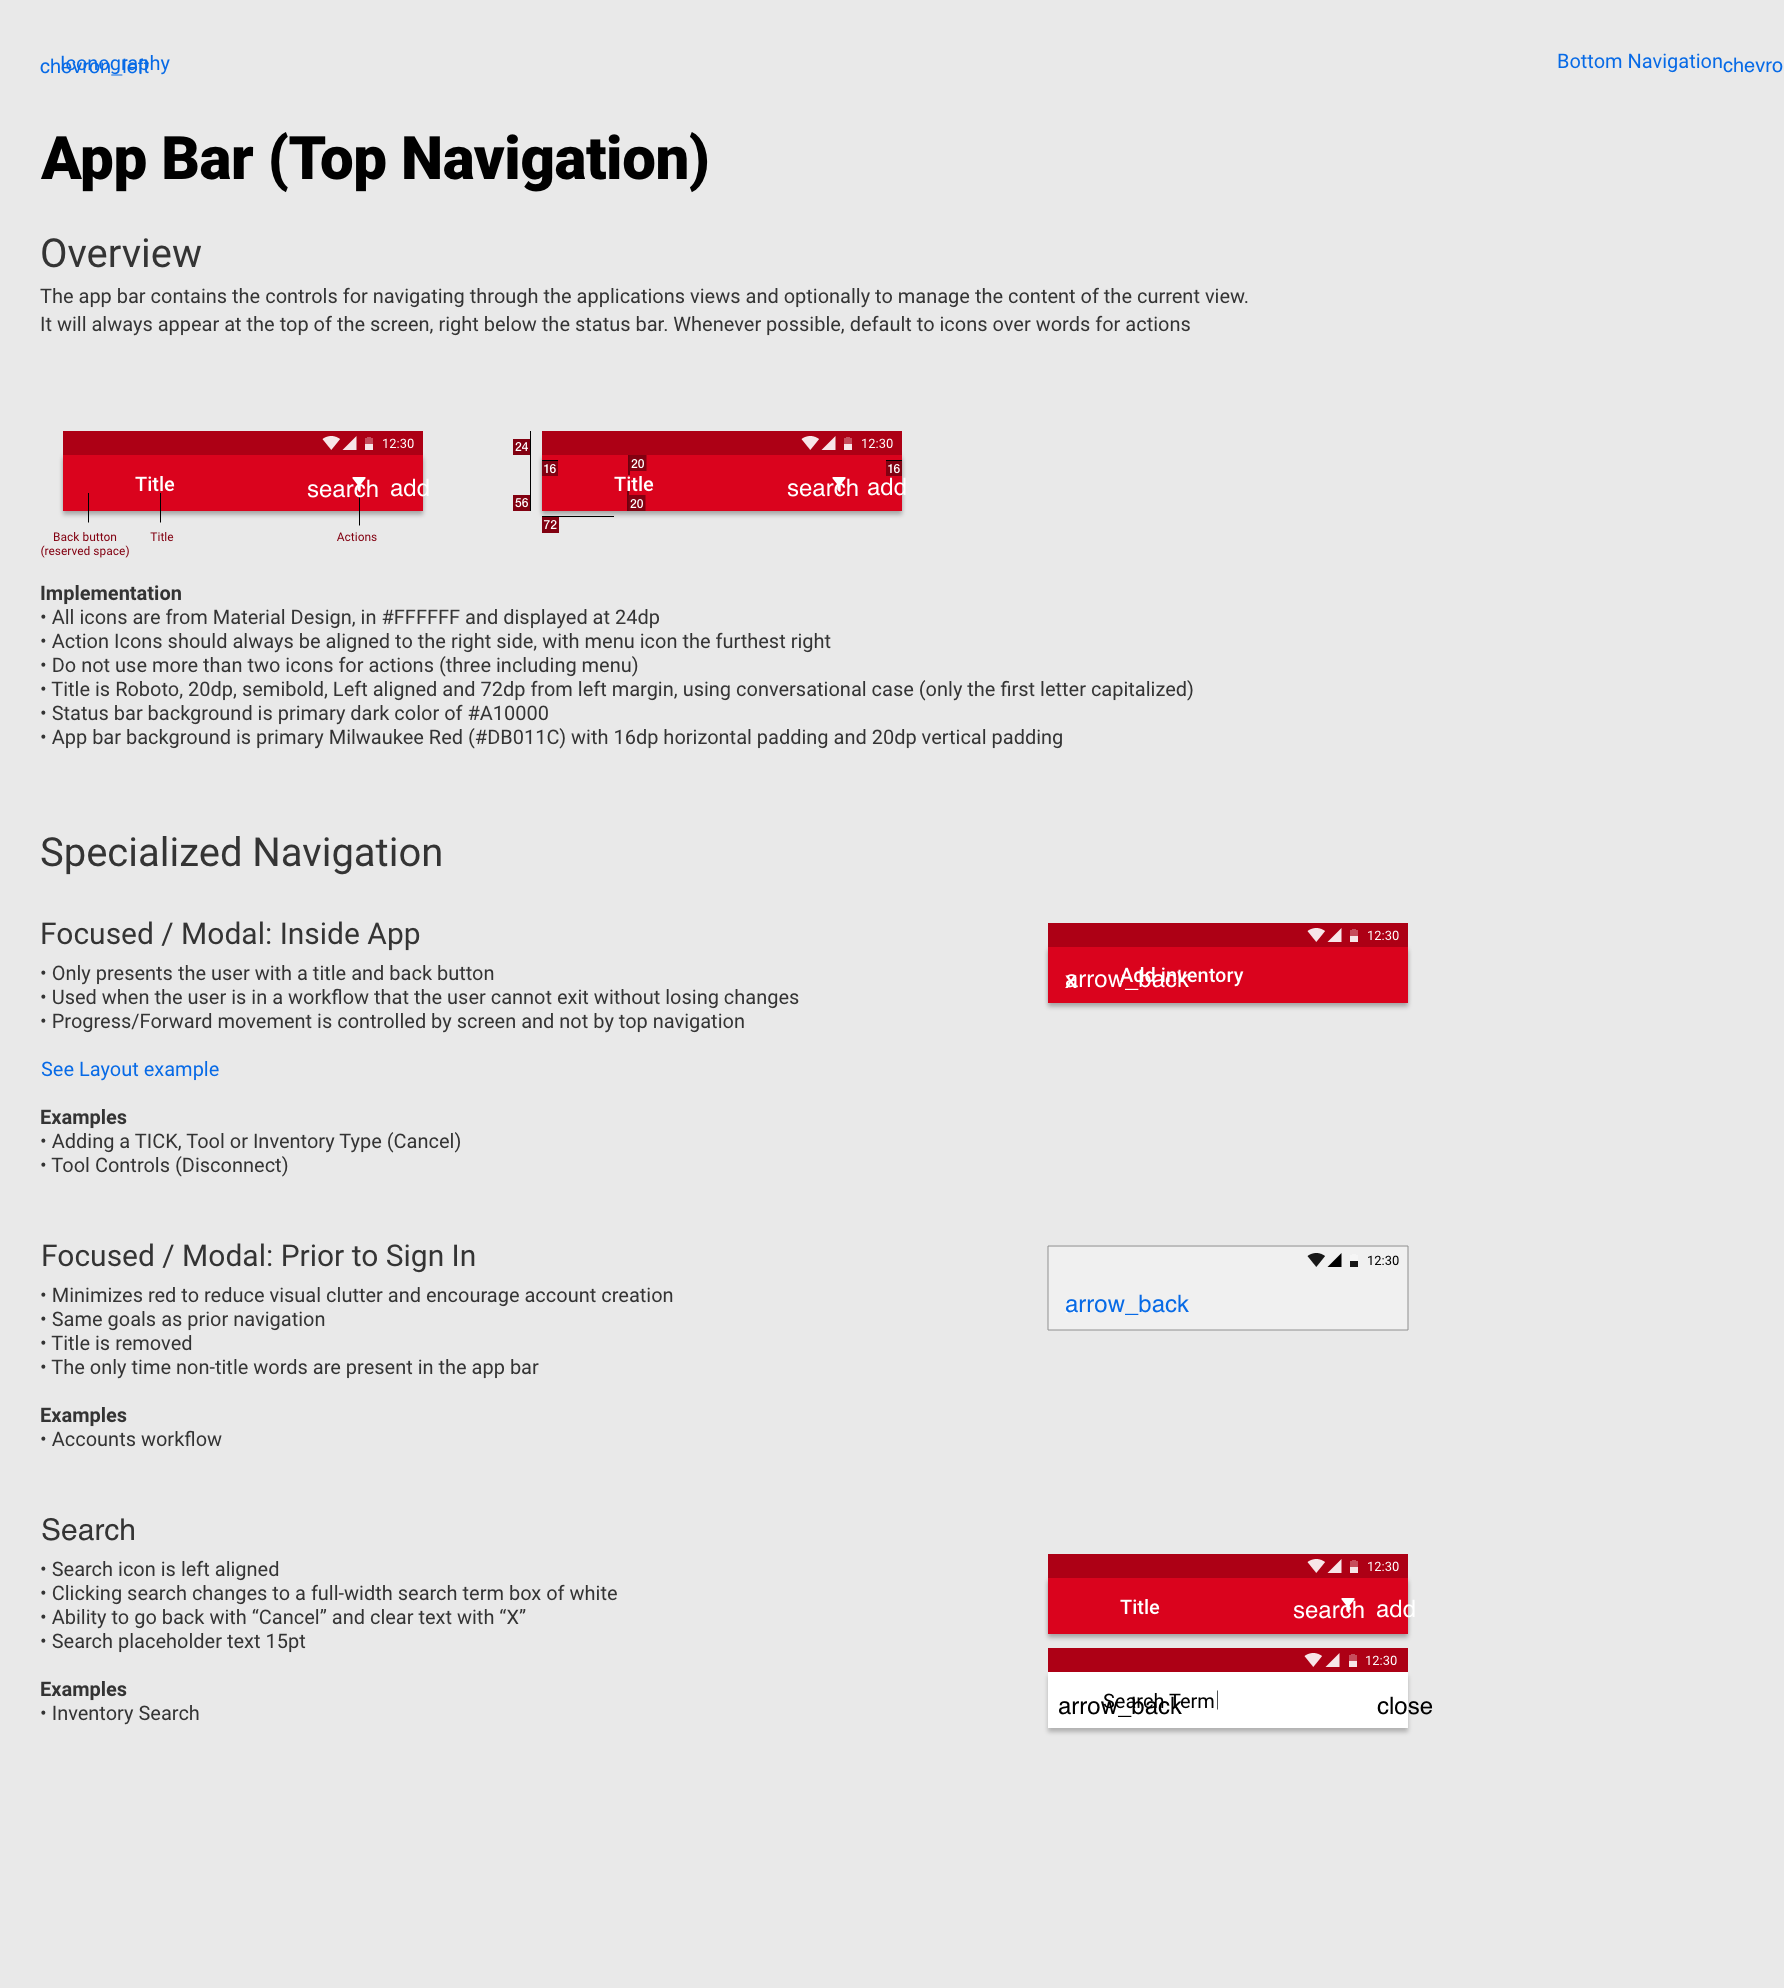 chevron_left
Iconography
Bottom Navigation
chevro
App Bar (Top Navigation)
Overview
The app bar contains the controls for navigating through the applications views and optionally to manage the content of the current view.
It will always appear at the top of the screen, right below the status bar. Whenever possible, default to icons over words for actions
12:30
Title
search
add
Back button
(reserved space)
Title
Actions
24
12:30
16
20
16
Title
search
add
56
20
72
Implementation
• All icons are from Material Design, in #FFFFFF and displayed at 24dp
• Action Icons should always be aligned to the right side, with menu icon the furthest right
• Do not use more than two icons for actions (three including menu)
• Title is Roboto, 20dp, semibold, Left aligned and 72dp from left margin, using conversational case (only the first letter capitalized)
• Status bar background is primary dark color of #A10000
• App bar background is primary Milwaukee Red (#DB011C) with 16dp horizontal padding and 20dp vertical padding
Specialized Navigation
Focused / Modal: Inside App
• Only presents the user with a title and back button
• Used when the user is in a workflow that the user cannot exit without losing changes
• Progress/Forward movement is controlled by screen and not by top navigation
12:30
x
arrow_back
Add inventory
See Layout example
Examples
• Adding a TICK, Tool or Inventory Type (Cancel)
• Tool Controls (Disconnect)
Focused / Modal: Prior to Sign In
• Minimizes red to reduce visual clutter and encourage account creation
• Same goals as prior navigation
• Title is removed
• The only time non-title words are present in the app bar
12:30
arrow_back
Examples
• Accounts workflow
Search
• Search icon is left aligned
• Clicking search changes to a full-width search term box of white
• Ability to go back with “Cancel” and clear text with “X”
• Search placeholder text 15pt
12:30
Title
search
add
12:30
arrow_back
Search Term
close
Examples
• Inventory Search